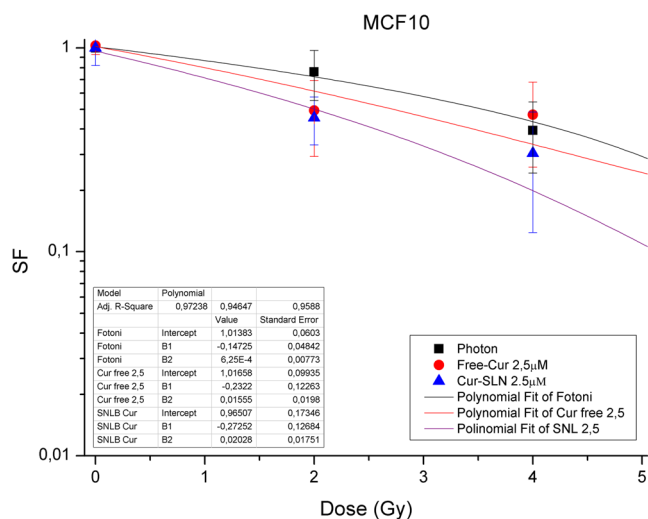 MCF10
1
0,1
0,01
SF
Model Polynomial
Adj. R-Square 0,97238 0,94647 0,9588
Value Standard Error
Fotoni Intercept 1,01383 0,0603
Fotoni B1 -0,14725 0,04842
Fotoni B2 6,25E-4 0,00773
Cur free 2,5 Intercept 1,01658 0,09935
Cur free 2,5 B1 -0,2322 0,12263
Cur free 2,5 B2 0,01555 0,0198
SNLB Cur Intercept 0,96507 0,17346
SNLB Cur B1 -0,27252 0,12684
SNLB Cur B2 0,02028 0,01751
Photon
Free-Cur 2,5µM
Cur-SLN 2.5µM
Polynomial Fit of Fotoni
Polynomial Fit of Cur free 2,5
Polinomial Fit of SNL 2,5
0 1 2 3 4 5
Dose (Gy)